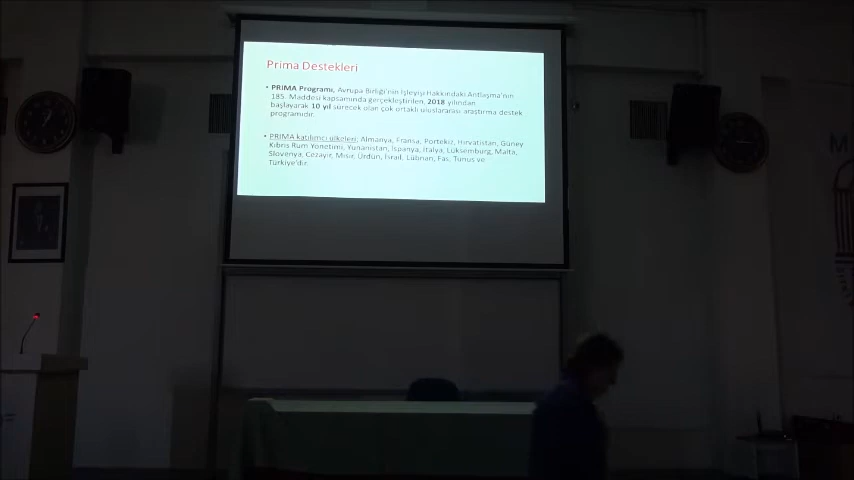 Prima Destekleri
• PRIMA Programı, Avrupa Birliği'nin İşleyişi Hakkındaki Antlaşma'nın
185. Maddesi kapsamında gerçekleştirilen, 2018 yılından
başlayarak 10 yıl sürecek olan çok ortaklı uluslararası araştırma destek
programıdır.
• PRIMA katılımcı ülkeleri; Almanya, Fransa, Portekiz, Hırvatistan, Güney
Kıbrıs Rum Yönetimi, Yunanistan, İspanya, İtalya, Lüksemburg, Malta,
Slovenya, Cezayir, Mısır, Ürdün, İsrail, Lübnan, Fas, Tunus ve
Türkiye'dir.
M